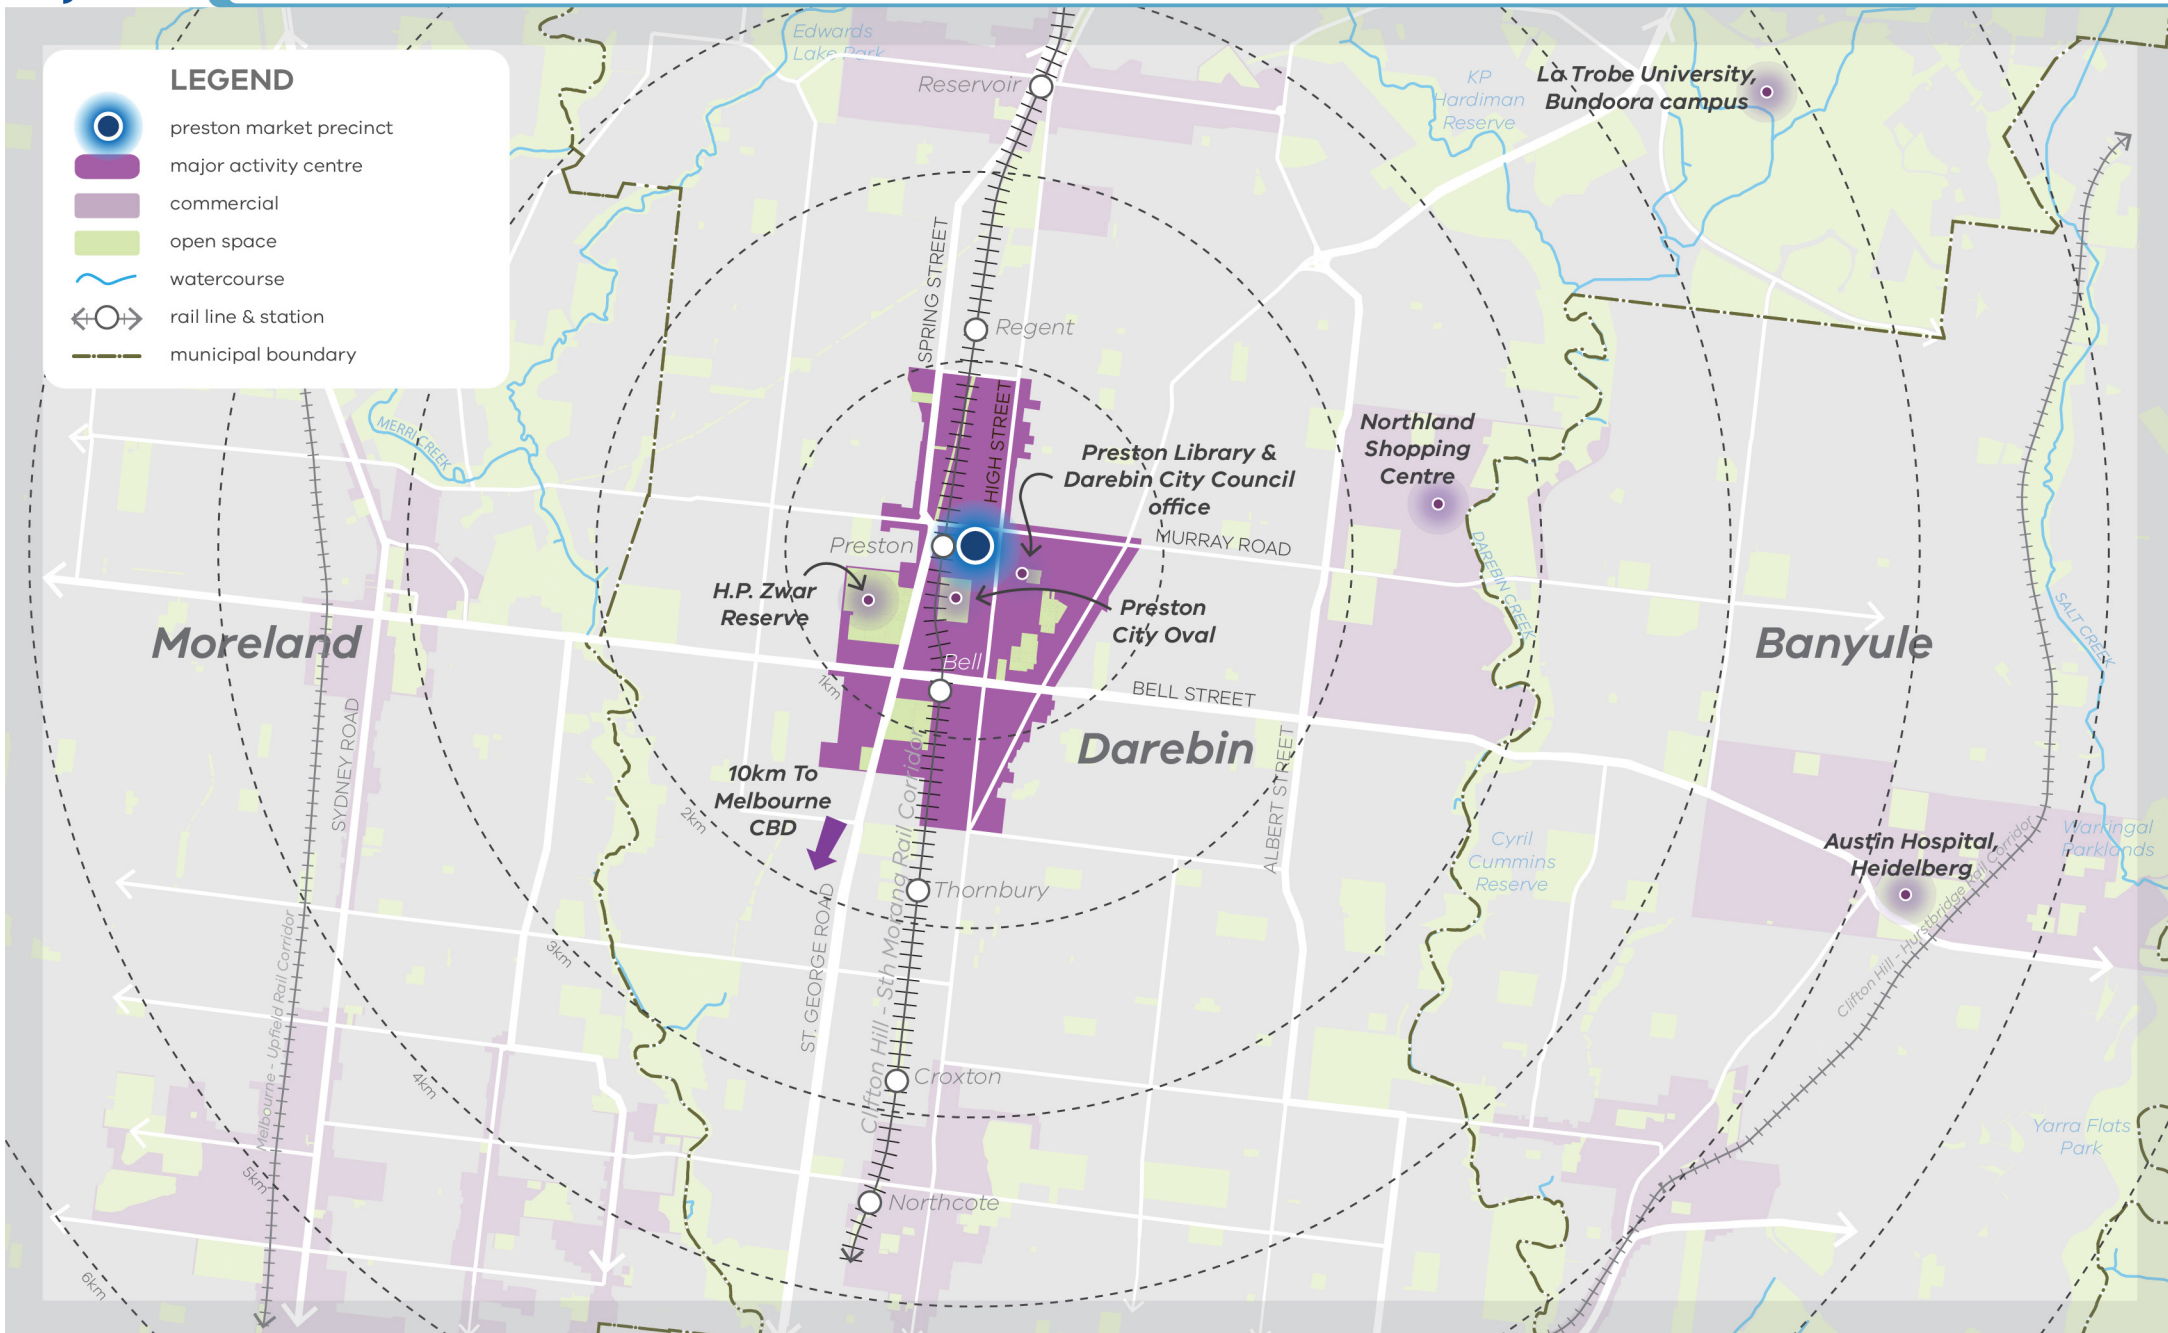 LEGEND
preston market precinct
major activity centre
commercial
open space
watercourse
rail line & station
municipal boundary
Edwards
Lake Park
Reservoir
KP
Hardiman
Reserve
La Trobe University,
Bundoora campus
SPRING STREET
Regent
HIGH STREET
MERRI CREEK
Northland
Shopping
Centre
Preston Library &
Darebin City Council
office
MURRAY ROAD
Preston
H.P. Zwar
Reserve
Preston
City Oval
DAREBIN CREEK
SALT CREEK
Moreland
Banyule
Bell
1km
BELL STREET
Darebin
SYDNEY ROAD
ALBERT STREET
10km To
Melbourne
CBD
2km
Cyril
Cummins
Reserve
Austin Hospital,
Heidelberg
Warkingal
Parklands
Thornbury
ST. GEORGE ROAD
Clifton Hill - Sth Morang Rail Corridor
Clifton Hill - Hurstbridge Rail Corridor
3km
Melbourne - Upfield Rail Corridor
Croxton
4km
Yarra Flats
Park
5km
Northcote
6km